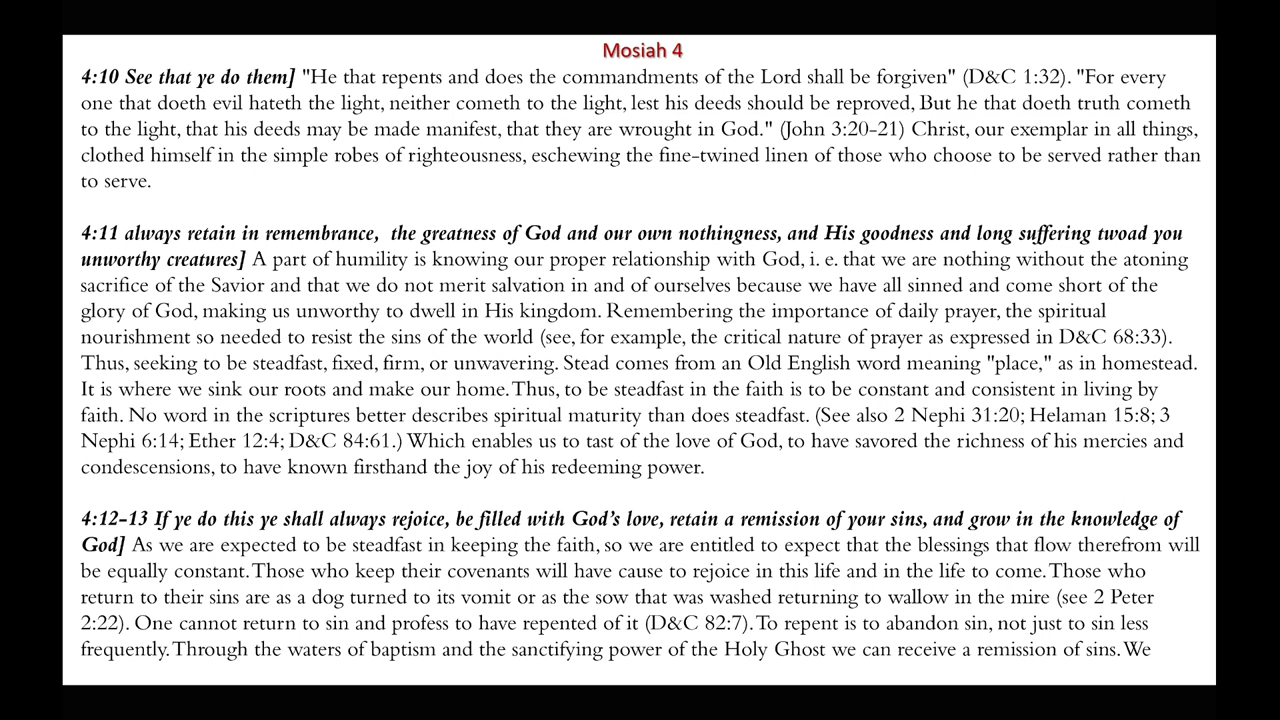 Mosiah 4
4:10 See that ye do them] "He that repents and does the commandments of the Lord shall be forgiven" (D&C 1:32). "For every
one that doeth evil hateth the light, neither cometh to the light, lest his deeds should be reproved, But he that doeth truth cometh
to the light, that his deeds may be made manifest, that they are wrought in God." (John 3:20-21) Christ, our exemplar in all things,
clothed himself in the simple robes of righteousness, eschewing the fine-twined linen of those who choose to be served rather than
to serve.
4:11 always retain in remembrance,  the greatness of God and our own nothingness, and His goodness and long suffering twoad you
unworthy creatures] A part of humility is knowing our proper relationship with God, i. e. that we are nothing without the atoning
sacrifice of the Savior and that we do not merit salvation in and of ourselves because we have all sinned and come short of the
glory of God, making us unworthy to dwell in His kingdom. Remembering the importance of daily prayer, the spiritual
nourishment so needed to resist the sins of the world (see, for example, the critical nature of prayer as expressed in D&C 68:33).
Thus, seeking to be steadfast, fixed, firm, or unwavering. Stead comes from an Old English word meaning "place," as in homestead.
It is where we sink our roots and make our home. Thus, to be steadfast in the faith is to be constant and consistent in living by
faith. No word in the scriptures better describes spiritual maturity than does steadfast. (See also 2 Nephi 31:20; Helaman 15:8; 3
Nephi 6:14; Ether 12:4; D&C 84:61.) Which enables us to tast of the love of God, to have savored the richness of his mercies and
condescensions, to have known firsthand the joy of his redeeming power.
4:12-13 If ye do this ye shall always rejoice, be filled with God's love, retain a remission of your sins, and grow in the knowledge of
God] As we are expected to be steadfast in keeping the faith, so we are entitled to expect that the blessings that flow therefrom will
be equally constant. Those who keep their covenants will have cause to rejoice in this life and in the life to come. Those who
return to their sins are as a dog turned to its vomit or as the sow that was washed returning to wallow in the mire (see 2 Peter
2:22). One cannot return to sin and profess to have repented of it (D&C 82:7). To repent is to abandon sin, not just to sin less
frequently. Through the waters of baptism and the sanctifying power of the Holy Ghost we can receive a remission of sins. We